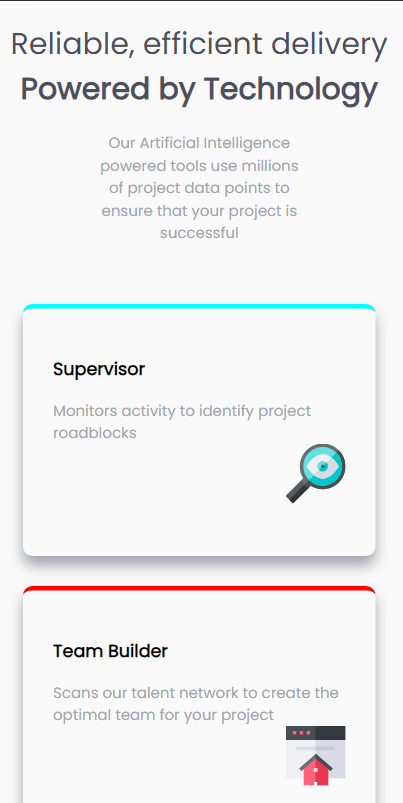 Reliable, efficient delivery
Powered by Technology
Our Artificial Intelligence
powered tools use millions
of project data points to
ensure that your project is
successful
Supervisor
Monitors activity to identify project
roadblocks
Team Builder
Scans our talent network to create the
optimal team for your project